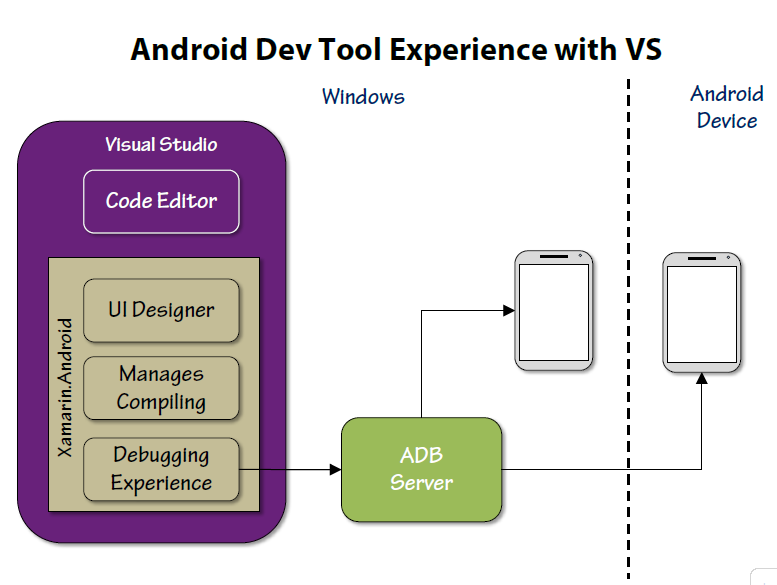 Android Dev Tool Experience with VS
Windows
Android
Device
Visual Studio
Code Editor
Xamarin.Android
UI Designer
Manages
Compiling
Debugging
Experience
ADB
Server